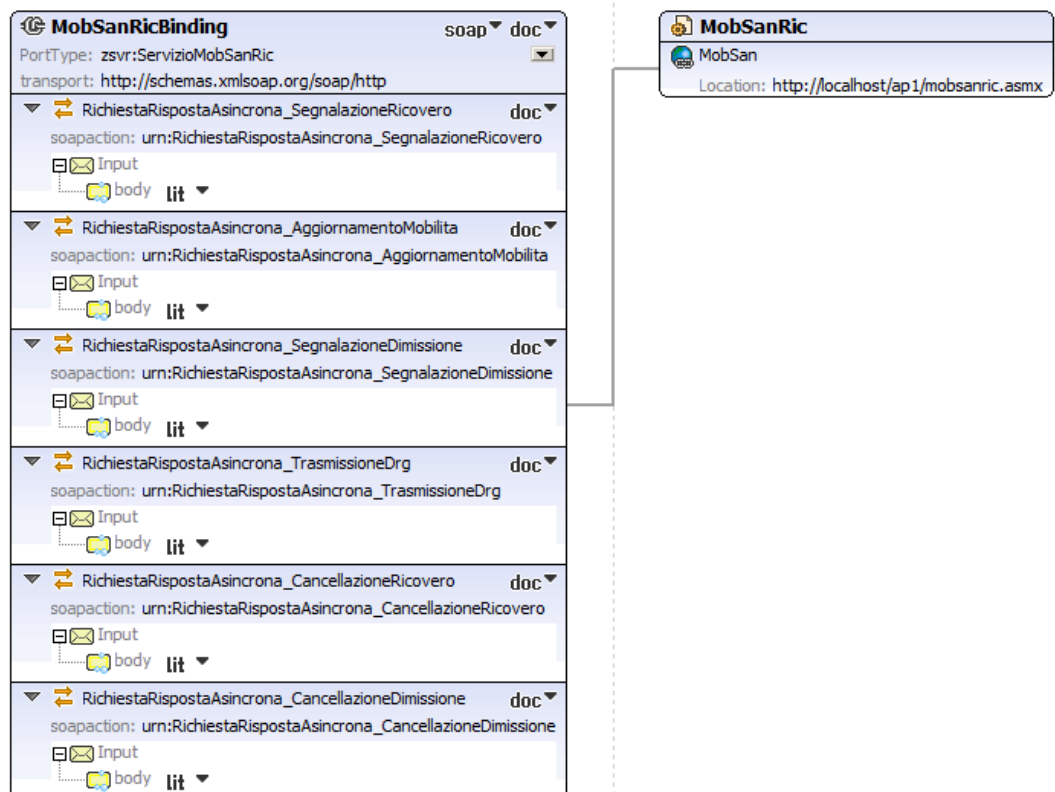 MobSanRicBinding soap doc
PortType: zsvr:ServizioMobSanRic
transport: http://schemas.xmlsoap.org/soap/http
RichiestaRispostaAsincrona_SegnalazioneRicovero doc
soapaction: urn:RichiestaRispostaAsincrona_SegnalazioneRicovero
Input
body lit
RichiestaRispostaAsincrona_AggiornamentoMobilita doc
soapaction: urn:RichiestaRispostaAsincrona_AggiornamentoMobilita
Input
body lit
RichiestaRispostaAsincrona_SegnalazioneDimissione doc
soapaction: urn:RichiestaRispostaAsincrona_SegnalazioneDimissione
Input
body lit
RichiestaRispostaAsincrona_TrasmissioneDrg doc
soapaction: urn:RichiestaRispostaAsincrona_TrasmissioneDrg
Input
body lit
RichiestaRispostaAsincrona_CancellazioneRicovero doc
soapaction: urn:RichiestaRispostaAsincrona_CancellazioneRicovero
Input
body lit
RichiestaRispostaAsincrona_CancellazioneDimissione doc
soapaction: urn:RichiestaRispostaAsincrona_CancellazioneDimissione
Input
body lit
MobSanRic
MobSan
Location: http://localhost/ap1/mobsanric.asmx